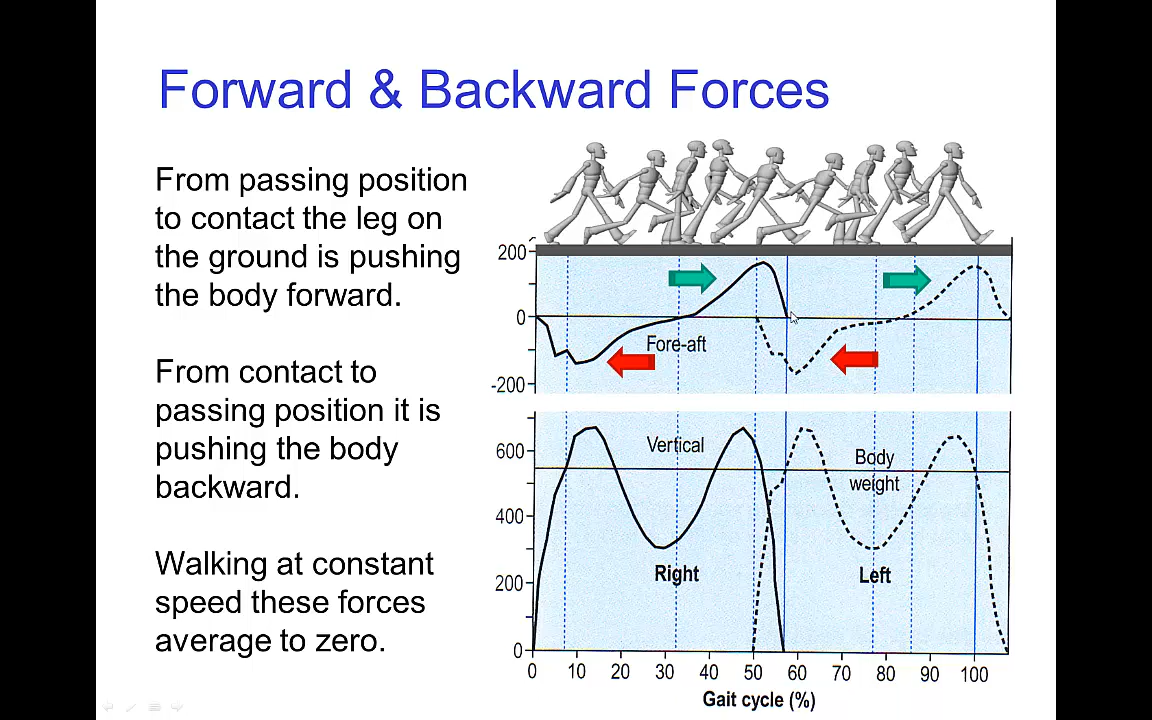 Forward & Backward Forces
From passing position
to contact the leg on
the ground is pushing
the body forward.
From contact to
passing position it is
pushing the body
backward.
Walking at constant
speed these forces
average to zero.
200
0
-200
Fore-aft
600
400
200
0
Vertical
Body
weight
Right
Left
0 10 20 30 40 50 60 70 80 90 100
Gait cycle (%)